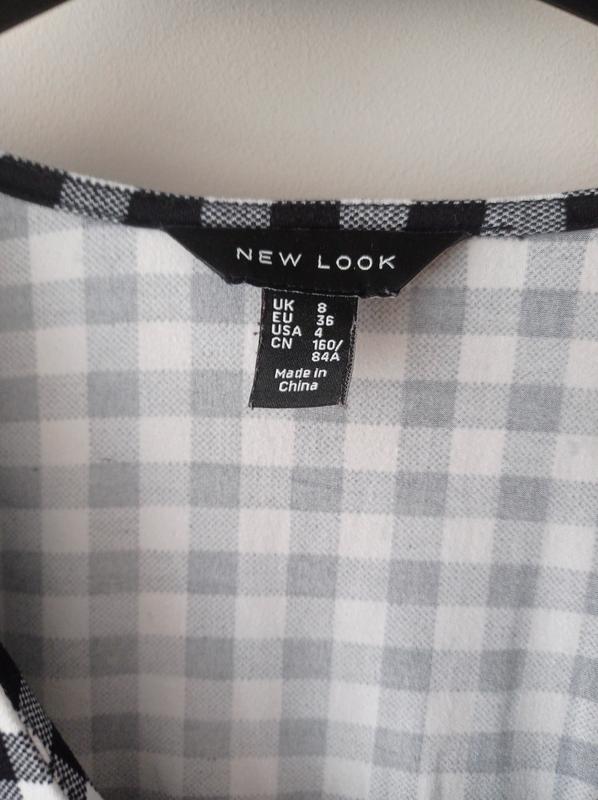 NEW LOOK
UK 8
EU 36
USA 4
CN 160/
84A
Made in
China